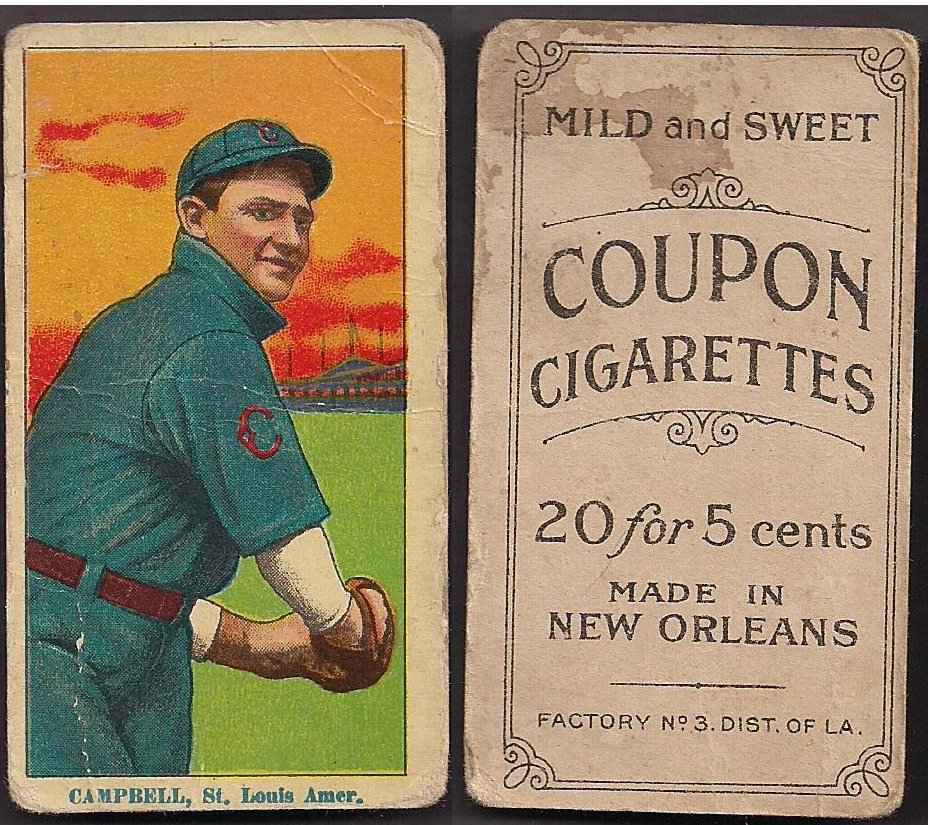 C
C
CAMPBELL, St. Louis Amer.
MILD and SWEET
COUPON
CIGARETTES
20 for 5 cents
MADE IN
NEW ORLEANS
FACTORY Nº 3. DIST. OF LA.